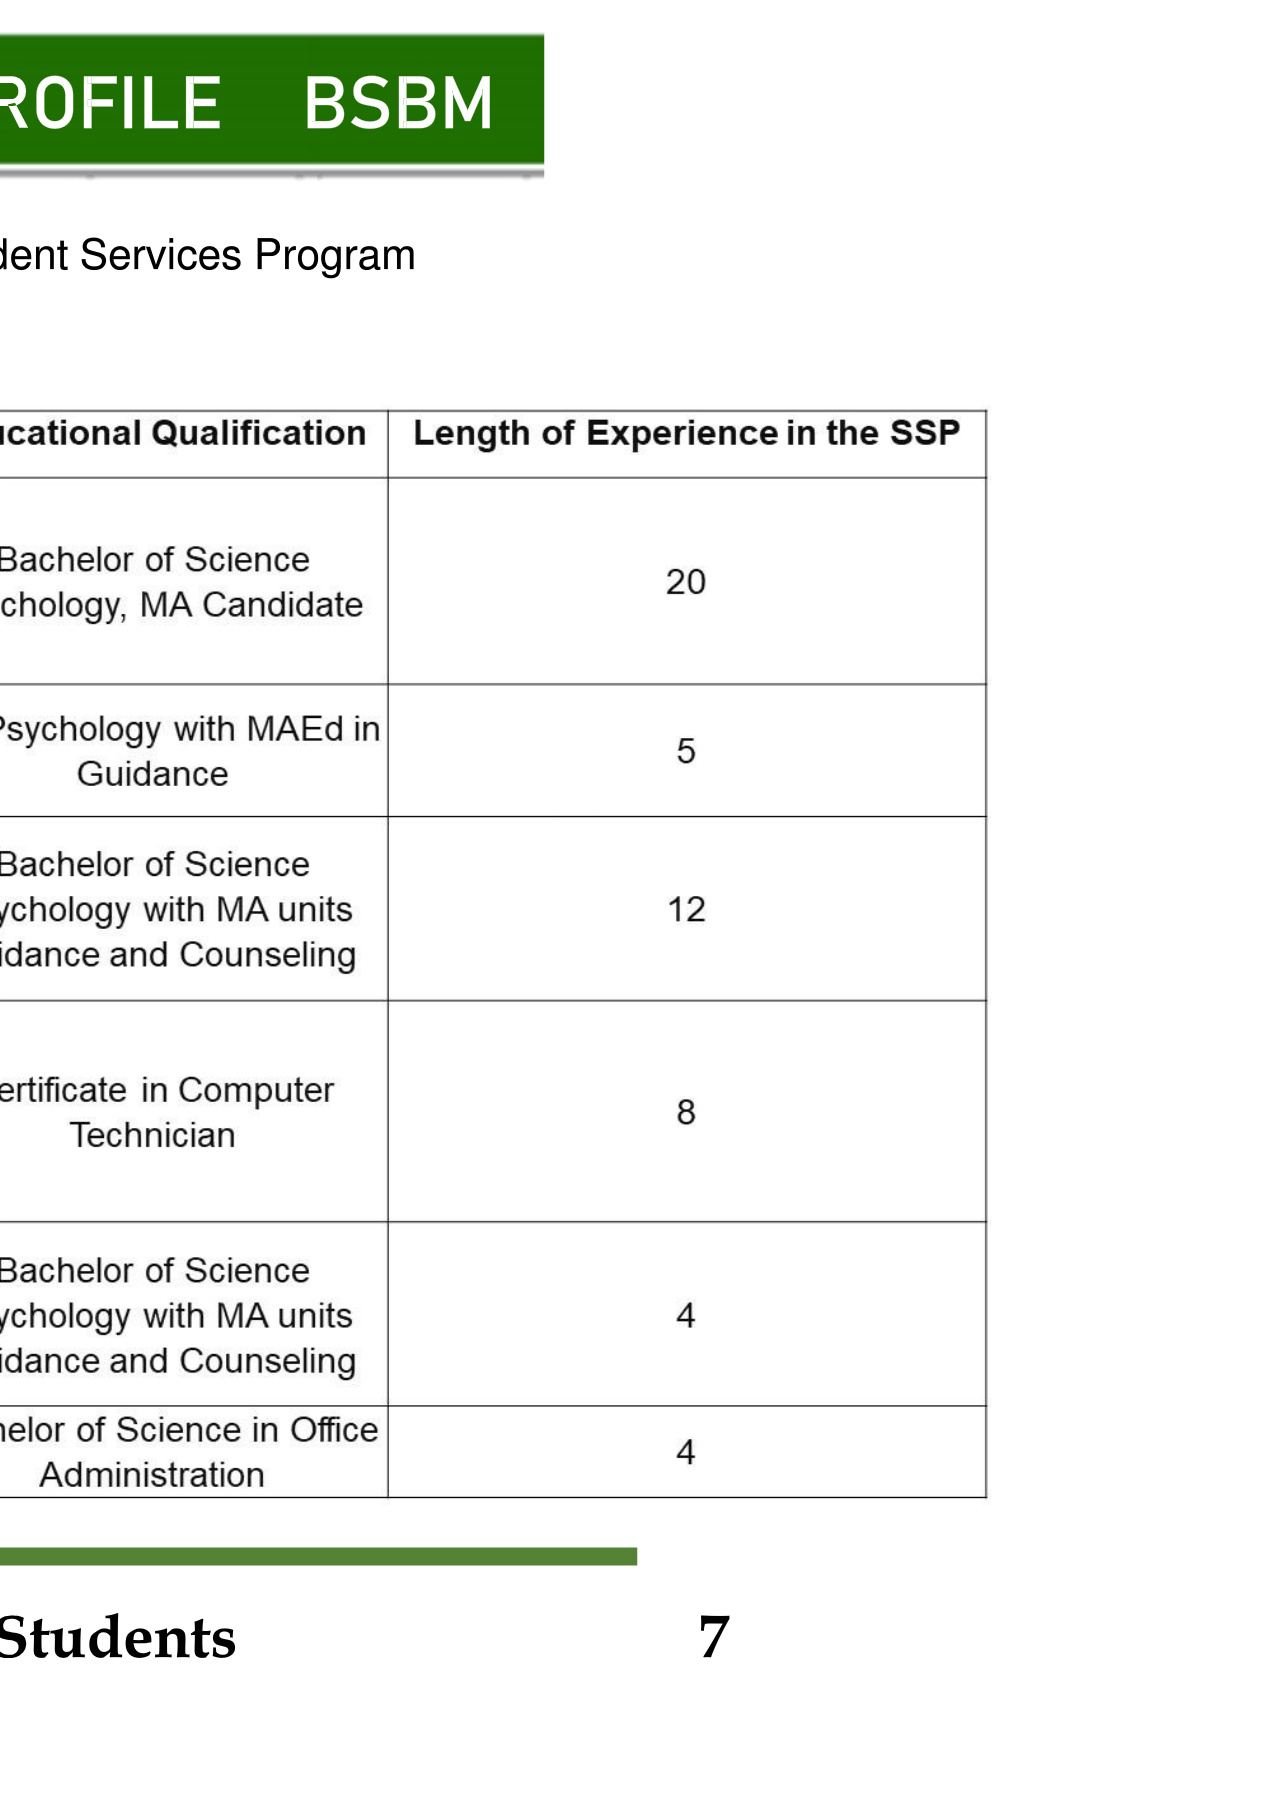 ROFILE BSBM
dent Services Program
ucational Qualification
Length of Experience in the SSP
Bachelor of Science
chology, MA Candidate
20
Psychology with MAEd in
Guidance
5
Bachelor of Science
ychology with MA units
idance and Counseling
12
ertificate in Computer
Technician
8
Bachelor of Science
ychology with MA units
idance and Counseling
4
helor of Science in Office
Administration
4
Students 7